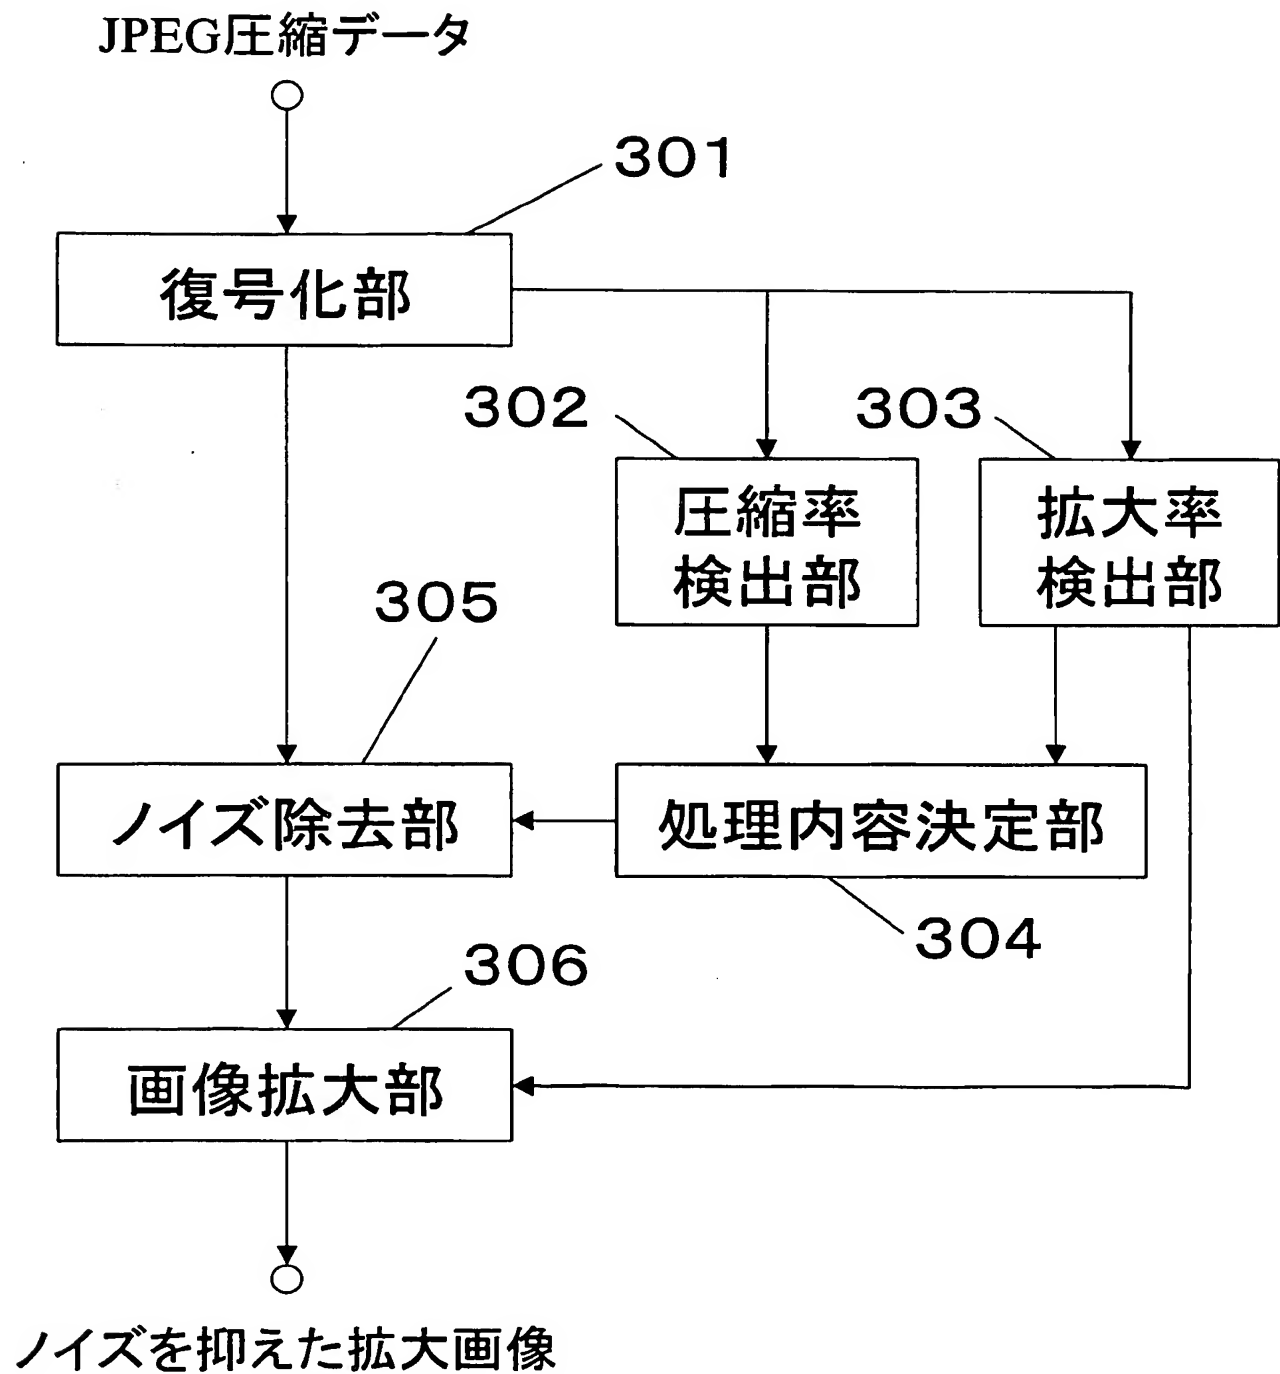 JPEG圧縮データ
301
復号化部
302
303
圧縮率
検出部
拡大率
検出部
305
ノイズ除去部
処理内容決定部
304
306
画像拡大部
ノイズを抑えた拡大画像